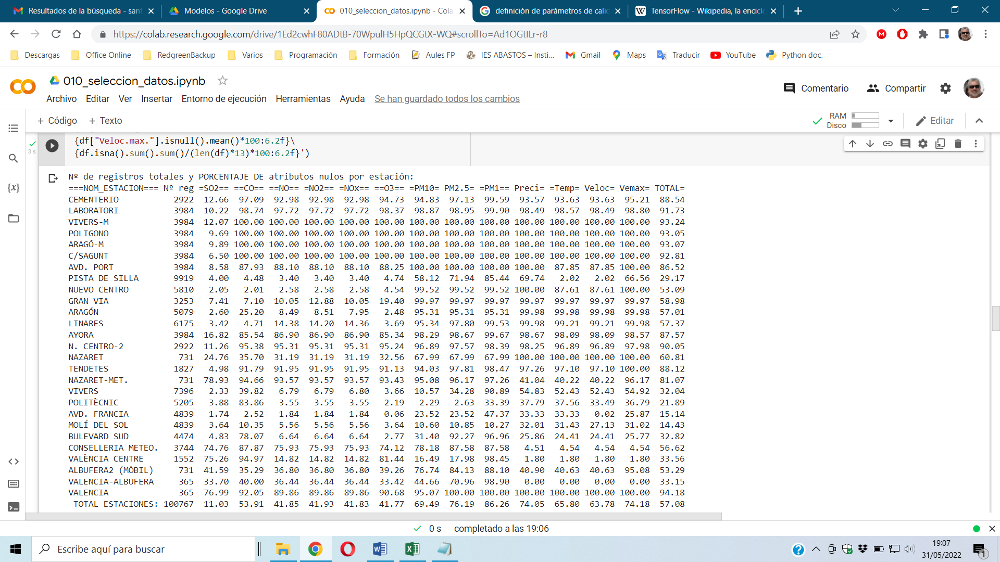 Resultados de la búsqueda - sant
Modelos - Google Drive
010_seleccion_datos.ipynb - Cola
definición de parámetros de calid
TensorFlow - Wikipedia, la encicl
https://colab.research.google.com/drive/1Ed2cwhF80ADtB-70WpulH5HpQCGtX-WQ#scrollTo=Ad1OGtILr-r8
Descargas Office Online RedgreenBackup Varios Programación Formación Aules FP IES ABASTOS – Insti... Gmail Maps Traducir YouTube Python doc.
010_seleccion_datos.ipynb
Comentario Compartir
Archivo Editar Ver Insertar Entorno de ejecución Herramientas Ayuda Se han guardado todos los cambios
+ Código + Texto
RAM
Disco
Editar
3 s
{df["Veloc.max."].isnull().mean()*100:6.2f}\
{df.isna().sum().sum()/(len(df)*13)*100:6.2f}')
Nº de registros totales y PORCENTAJE DE atributos nulos por estación:
===NOM_ESTACION=== Nº reg =SO2== ==CO== ==NO== =NO2== =NOx== ==O3== =PM10= PM2.5= =PM1== Preci= =Temp= Veloc= Vemax= TOTAL=
CEMENTERIO 2922 12.66 97.09 92.98 92.98 92.98 94.73 94.83 97.13 99.59 93.57 93.63 93.63 95.21 88.54
LABORATORI 3984 10.22 98.74 97.72 97.72 97.72 98.37 98.87 98.95 99.90 98.49 98.57 98.49 98.80 91.73
VIVERS-M 3984 12.07 100.00 100.00 100.00 100.00 100.00 100.00 100.00 100.00 100.00 100.00 100.00 100.00 93.24
POLIGONO 3984 9.69 100.00 100.00 100.00 100.00 100.00 100.00 100.00 100.00 100.00 100.00 100.00 100.00 93.05
ARAGÓ-M 3984 9.89 100.00 100.00 100.00 100.00 100.00 100.00 100.00 100.00 100.00 100.00 100.00 100.00 93.07
C/SAGUNT 3984 6.50 100.00 100.00 100.00 100.00 100.00 100.00 100.00 100.00 100.00 100.00 100.00 100.00 92.81
AVD. PORT 3984 8.58 87.93 88.10 88.10 88.10 88.25 100.00 100.00 100.00 100.00 87.85 87.85 100.00 86.52
PISTA DE SILLA 9919 4.00 4.48 3.40 3.40 3.40 4.74 58.12 71.94 85.44 69.74 2.02 2.02 66.56 29.17
NUEVO CENTRO 5810 2.05 2.01 2.58 2.58 2.58 4.54 99.52 99.52 99.52 100.00 87.61 87.61 100.00 53.09
GRAN VIA 3253 7.41 7.10 10.05 12.88 10.05 19.40 99.97 99.97 99.97 99.97 99.97 99.97 99.97 58.98
ARAGÓN 5079 2.60 25.20 8.49 8.51 7.95 2.48 95.31 95.31 95.31 99.98 99.98 99.98 99.98 57.01
LINARES 6175 3.42 4.71 14.38 14.20 14.36 3.69 95.34 97.80 99.53 99.98 99.21 99.21 99.98 57.37
AYORA 3984 16.82 85.54 86.90 86.90 86.90 85.34 98.29 98.67 99.67 98.67 98.09 98.09 98.57 87.57
N. CENTRO-2 2922 11.26 95.38 95.31 95.31 95.31 95.24 96.89 97.57 98.39 98.25 96.89 96.89 97.98 90.05
NAZARET 731 24.76 35.70 31.19 31.19 31.19 32.56 67.99 67.99 67.99 100.00 100.00 100.00 100.00 60.81
TENDETES 1827 4.98 91.79 91.95 91.95 91.95 91.13 94.03 97.81 98.47 97.26 97.10 97.10 100.00 88.12
NAZARET-MET. 731 78.93 94.66 93.57 93.57 93.57 93.43 95.08 96.17 97.26 41.04 40.22 40.22 96.17 81.07
VIVERS 7396 2.33 39.82 6.79 6.79 6.80 3.66 10.57 34.28 90.89 54.83 52.43 52.43 54.92 32.04
POLITÈCNIC 5205 3.88 83.86 3.55 3.55 3.55 2.19 2.29 2.63 33.39 37.79 37.56 33.49 36.79 21.89
AVD. FRANCIA 4839 1.74 2.52 1.84 1.84 1.84 0.06 23.52 23.52 47.37 33.33 33.33 0.02 25.87 15.14
MOLÍ DEL SOL 4839 3.64 10.35 5.56 5.56 5.56 3.64 10.60 10.85 10.27 32.01 31.43 27.13 31.02 14.43
BULEVARD SUD 4474 4.83 78.07 6.64 6.64 6.64 2.77 31.40 92.27 96.96 25.86 24.41 24.41 25.77 32.82
CONSELLERIA METEO. 3744 74.76 87.87 75.93 75.93 75.93 74.12 78.18 87.58 87.58 4.51 4.54 4.54 4.54 56.62
VALÈNCIA CENTRE 1552 75.26 94.97 14.82 14.82 14.82 81.44 16.49 17.98 98.45 1.80 1.80 1.80 1.80 33.56
ALBUFERA2 (MÒBIL) 731 41.59 35.29 36.80 36.80 36.80 39.26 76.74 84.13 88.10 40.90 40.63 40.63 95.08 53.29
VALENCIA-ALBUFERA 365 33.70 40.00 36.44 36.44 36.44 33.42 44.66 70.96 98.90 0.00 0.00 0.00 0.00 33.15
VALENCIA 365 76.99 92.05 89.86 89.86 89.86 90.68 95.07 100.00 100.00 100.00 100.00 100.00 100.00 94.18
TOTAL ESTACIONES: 100767 11.03 53.91 41.85 41.93 41.83 41.77 69.49 76.19 86.26 74.05 65.80 63.78 74.18 57.08
0 s completado a las 19:06
Escribe aquí para buscar
19:07
31/05/2022
1